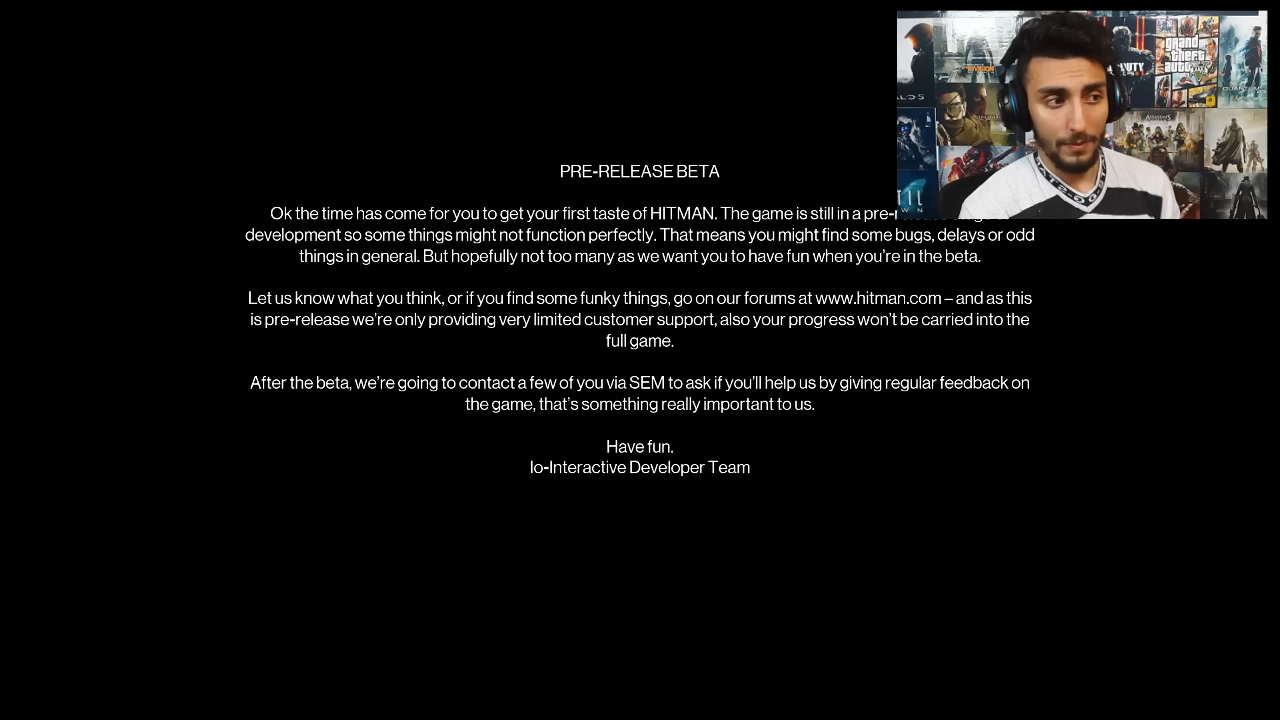 PRE-RELEASE BETA
Ok the time has come for you to get your first taste of HITMAN. The game is still in a
development so some things might not function perfectly. That means you might find some bugs, delays or odd
things in general. But hopefully not too many as we want you to have fun when you're in the beta.
Let us know what you think, or if you find some funky things, go on our forums at www.hitman.com – and as this
is pre-release we're only providing very limited customer support, also your progress won't be carried into the
full game.
After the beta, we're going to contact a few of you via SEM to ask if you'll help us by giving regular feedback on
the game, that's something really important to us.
Have fun.
Io-Interactive Developer Team
grand
theft
auto
DIVISION
QUANTUM